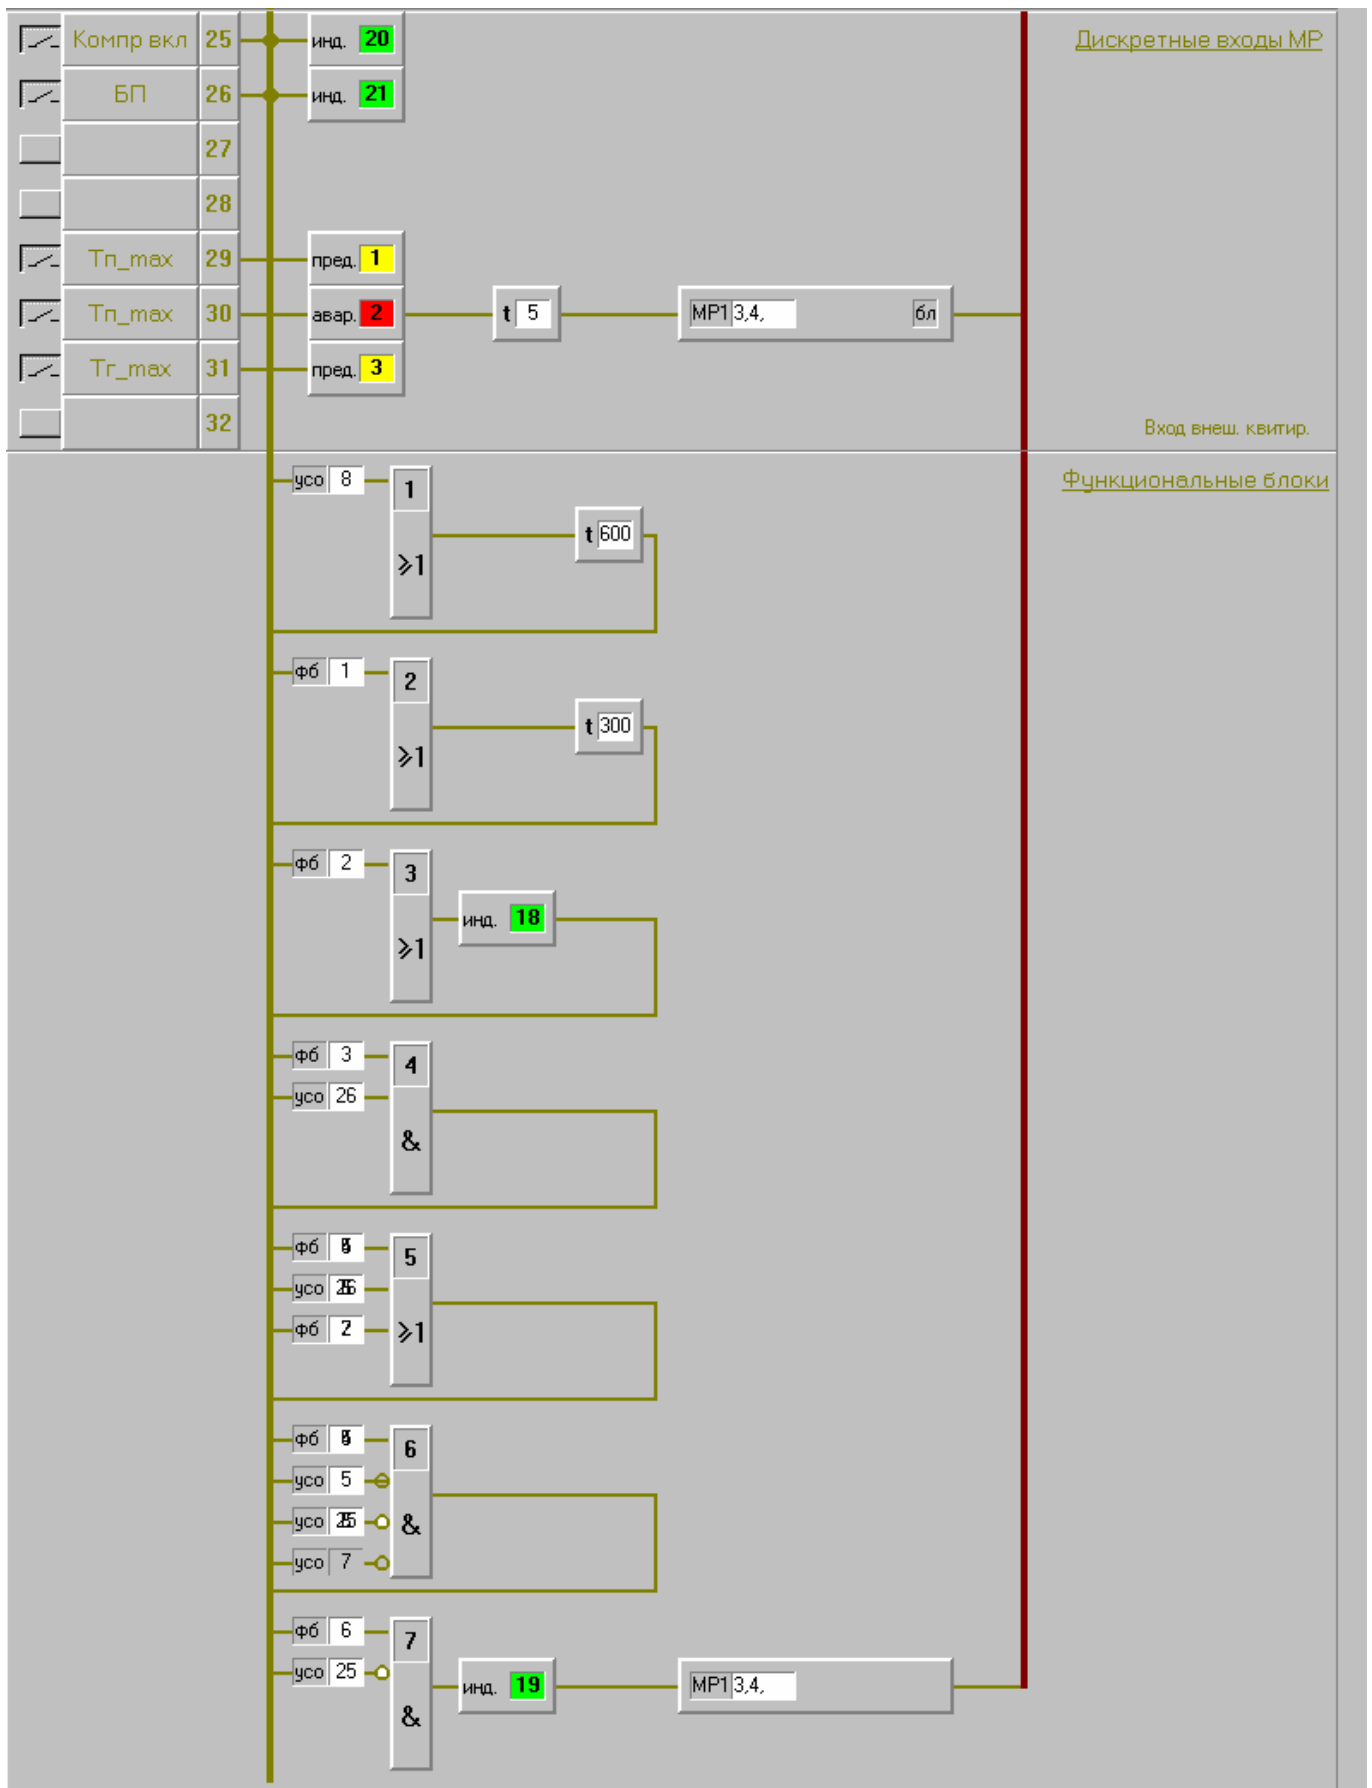 Компр вкл 25 инд. 20 Дискретные входы МР
БП 26 инд. 21
27
28
Тп_max 29 пред. 1
Тп_max 30 авар. 2 t 5 МР1 3,4, бл
Тг_max 31 пред. 3
32 Вход внеш. квитир.
Функциональные блоки
усо 8 1
t 600
≥1
фб 1 2
t 300
≥1
фб 2 3
инд. 18
≥1
фб 3 4
усо 26
&
фб 5
усо
фб ≥1
фб 6
усо 5
усо &
усо 7
фб 6 7
усо 25 инд. 19 МР1 3,4,
&